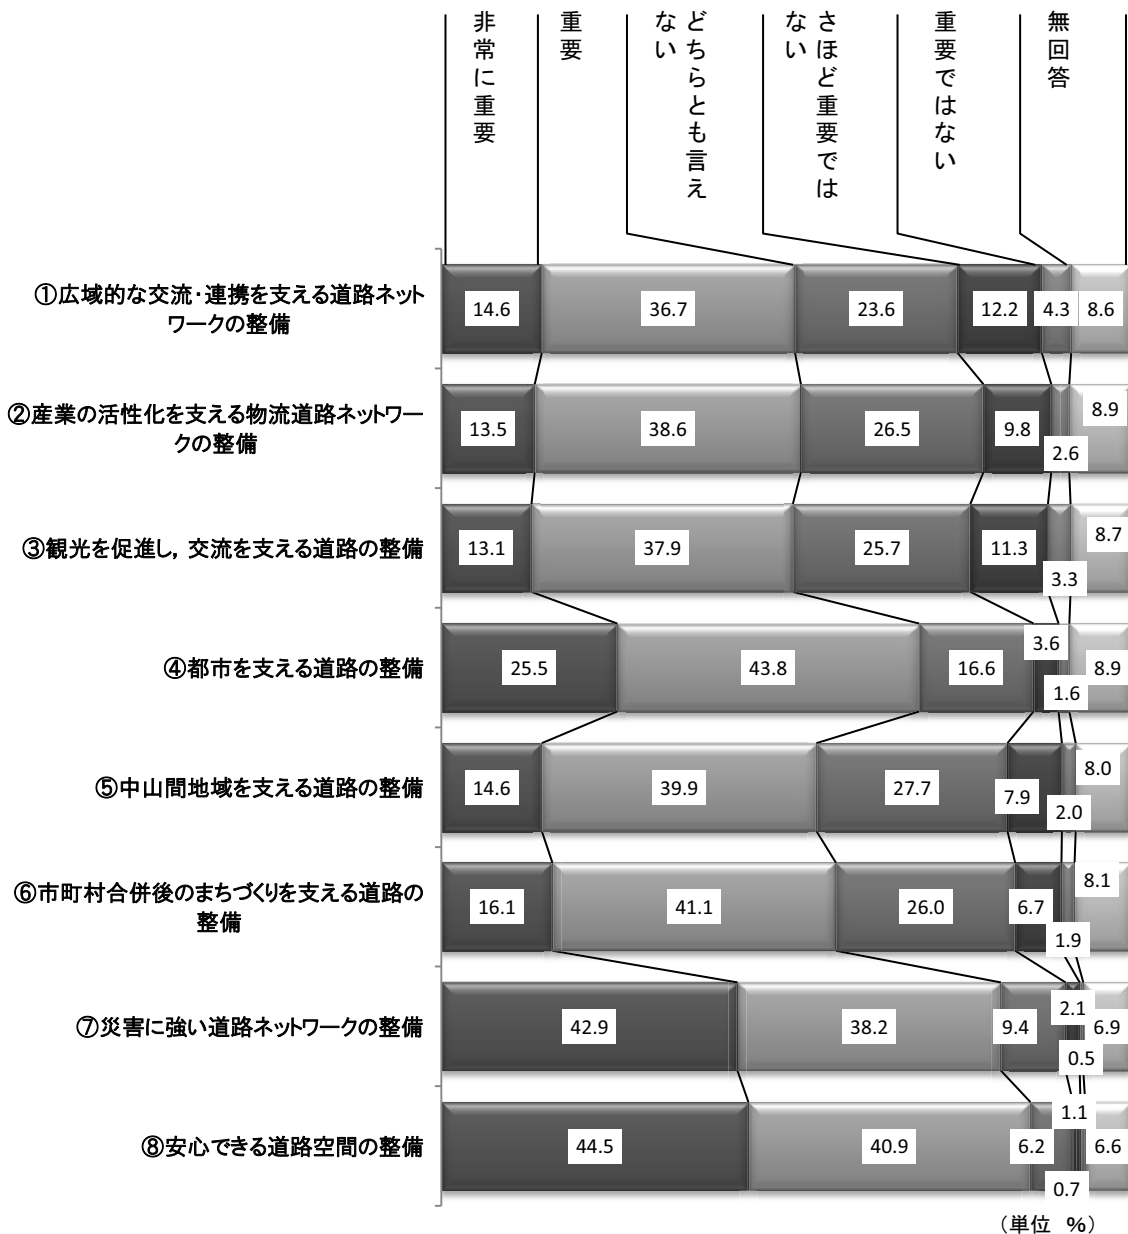 非常に重要
重要
どちらとも言え
ない
さほど重要では
ない
重要ではない
無回答
①広域的な交流・連携を支える道路ネット
ワークの整備
14.6
36.7
23.6
12.2
4.3
8.6
②産業の活性化を支える物流道路ネットワー
クの整備
13.5
38.6
26.5
9.8
2.6
8.9
③観光を促進し，交流を支える道路の整備
13.1
37.9
25.7
11.3
3.3
8.7
④都市を支える道路の整備
25.5
43.8
16.6
3.6
1.6
8.9
⑤中山間地域を支える道路の整備
14.6
39.9
27.7
7.9
2.0
8.0
⑥市町村合併後のまちづくりを支える道路の
整備
16.1
41.1
26.0
6.7
1.9
8.1
⑦災害に強い道路ネットワークの整備
42.9
38.2
9.4
2.1
0.5
6.9
⑧安心できる道路空間の整備
44.5
40.9
6.2
1.1
0.7
6.6
（単位　%）